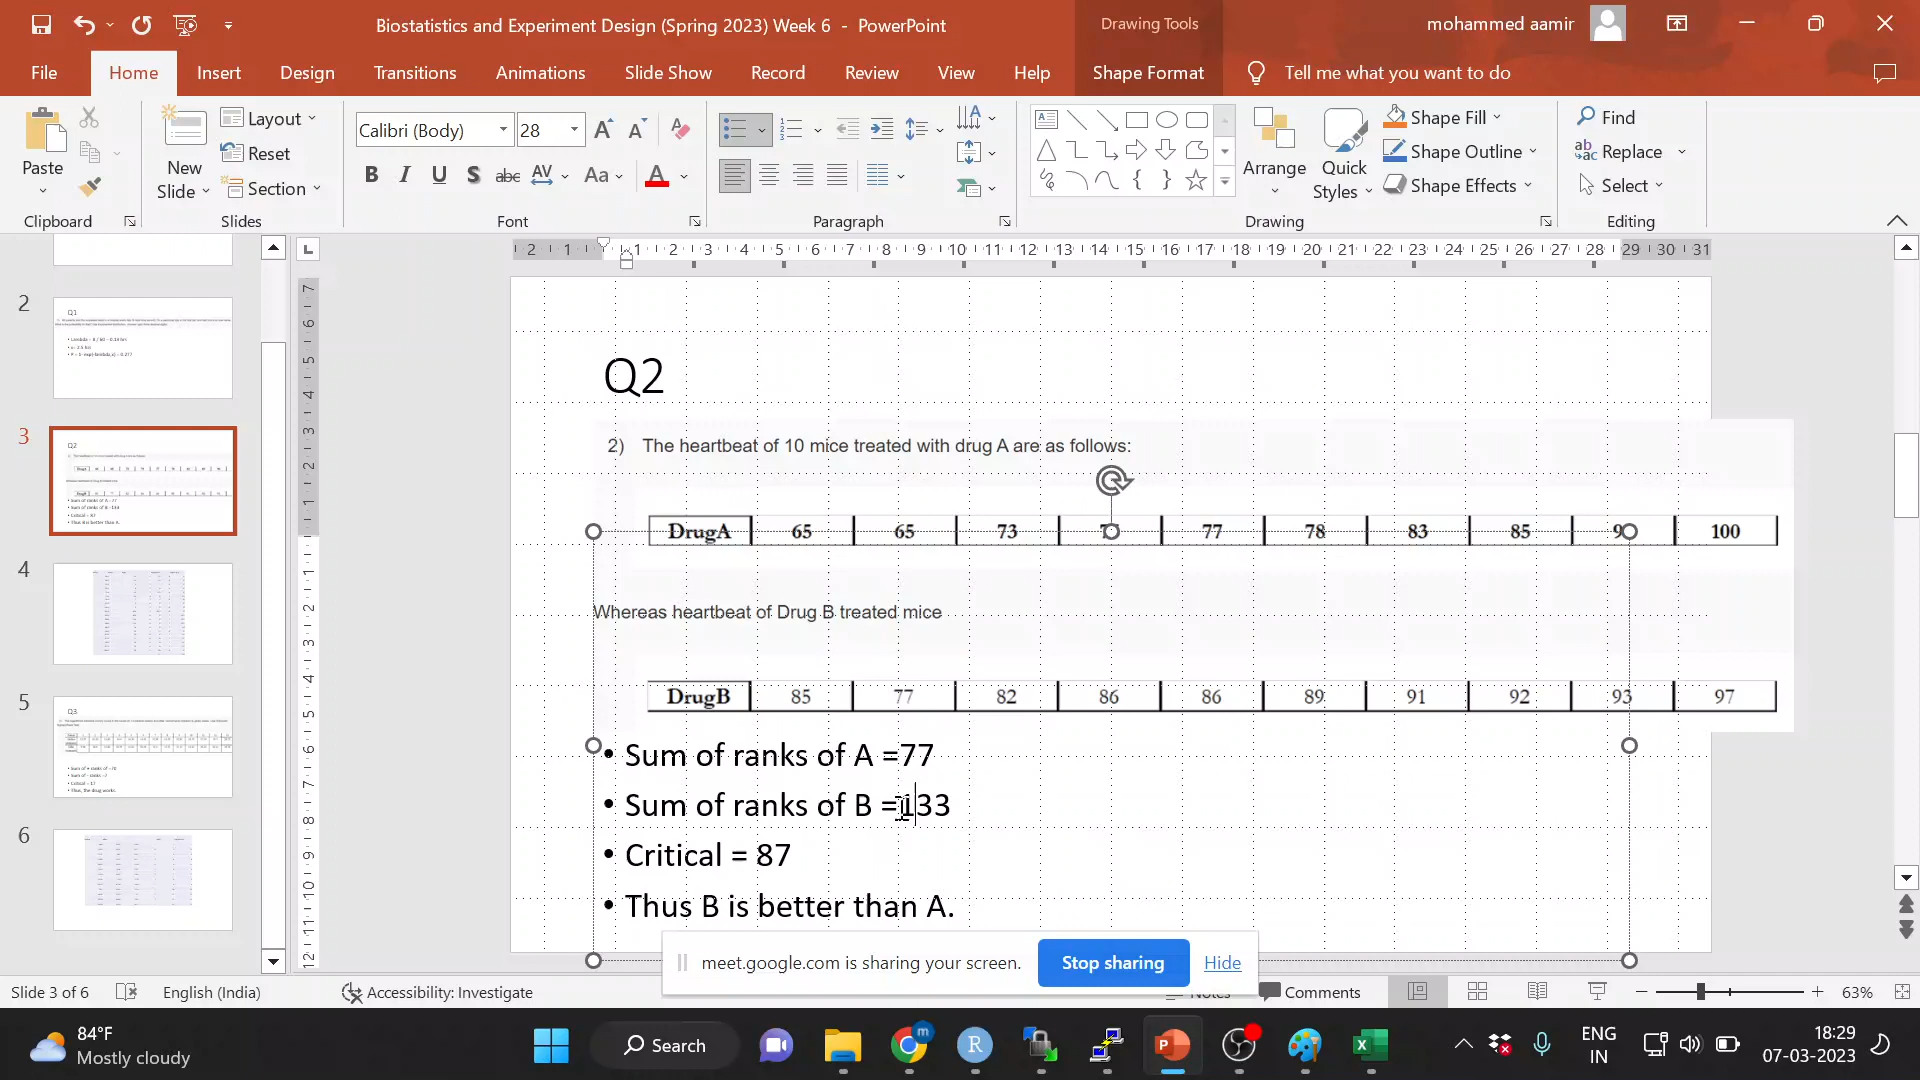 Biostatistics and Experiment Design (Spring 2023) Week 6 - PowerPoint
Drawing Tools
mohammed aamir
File
Home
Insert
Design
Transitions
Animations
Slide Show
Record
Review
View
Help
Shape Format
Tell me what you want to do
Paste
Clipboard
New
Slide
Layout
Reset
Section
Slides
Calibri (Body)
28
Font
Paragraph
Arrange
Quick
Styles
Shape Fill
Shape Outline
Shape Effects
Drawing
Find
Replace
Select
Editing
2
3
4
5
6
Q2
2) The heartbeat of 10 mice treated with drug A are as follows:
DrugA 65 65 73 77 78 83 85 100
Whereas heartbeat of Drug B treated mice
DrugB 85 77 82 86 86 89 91 92 93 97
• Sum of ranks of A =77
• Sum of ranks of B =133
• Critical = 87
• Thus B is better than A.
meet.google.com is sharing your screen.
Stop sharing
Hide
Slide 3 of 6
English (India)
Accessibility: Investigate
Notes
Comments
63%
84°F
Mostly cloudy
Search
ENG
IN
18:29
07-03-2023